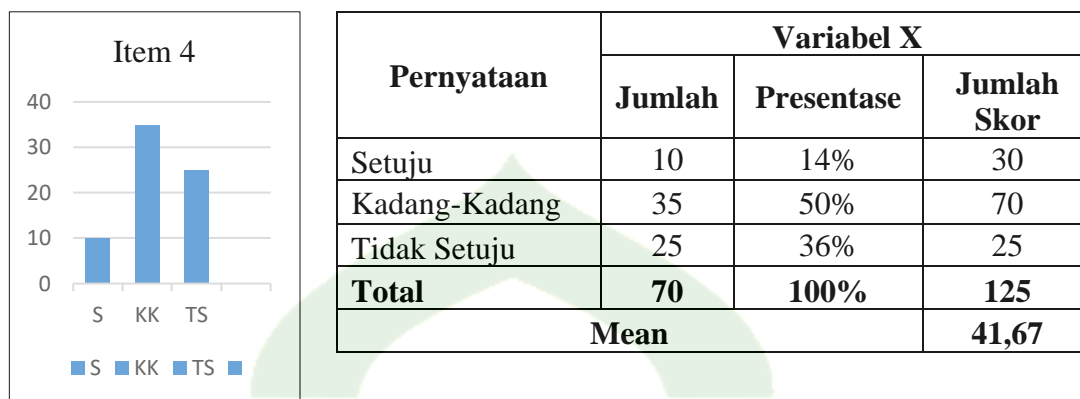 Item 4
40
30
20
10
0
S KK TS
S KK TS
Pernyataan
Variabel X
Jumlah Presentase Jumlah Skor
Setuju 10 14% 30
Kadang-Kadang 35 50% 70
Tidak Setuju 25 36% 25
Total 70 100% 125
Mean 41,67